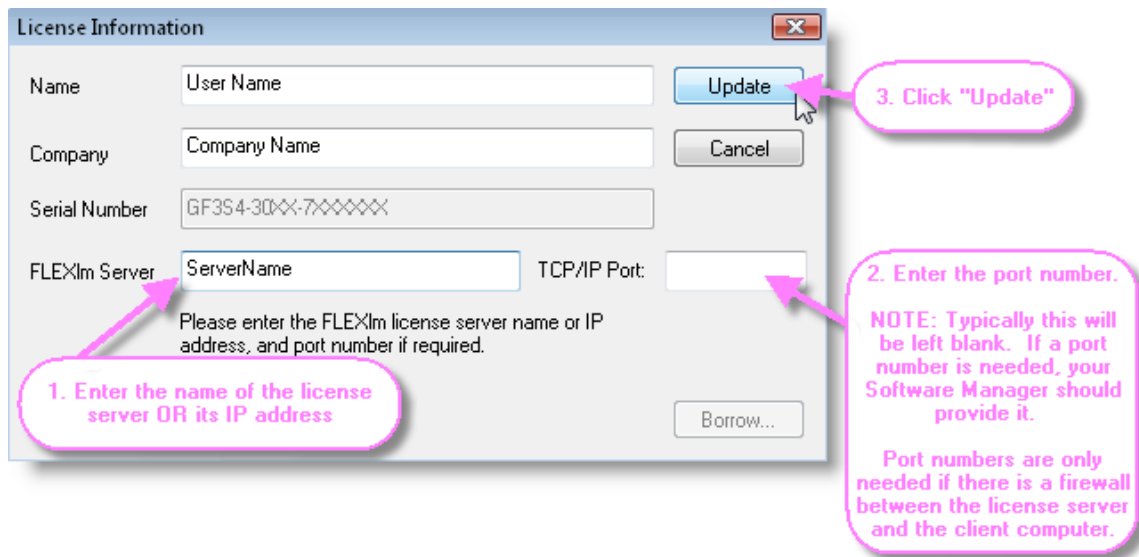 License Information
Name
User Name
Update
3. Click "Update"
Company
Company Name
Cancel
Serial Number
GF3S4-30XX-7XXXXXX
FLEXlm Server
ServerName
TCP/IP Port:
Please enter the FLEXlm license server name or IP
address, and port number if required.
1. Enter the name of the license
server OR its IP address
2. Enter the port number.
NOTE: Typically this will
be left blank. If a port
number is needed, your
Software Manager should
provide it.
Port numbers are only
needed if there is a firewall
between the license server
and the client computer.
Borrow...